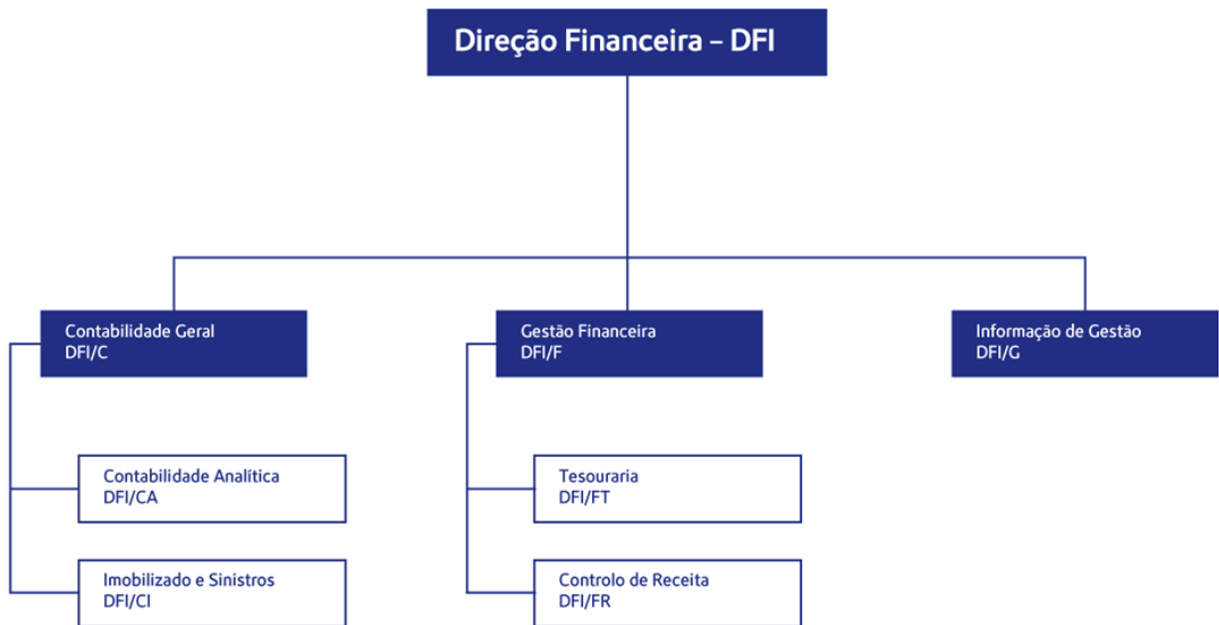 Direção Financeira – DFI
Contabilidade Geral
DFI/C
Gestão Financeira
DFI/F
Informação de Gestão
DFI/G
Contabilidade Analítica
DFI/CA
Tesouraria
DFI/FT
Imobilizado e Sinistros
DFI/CI
Controlo de Receita
DFI/FR